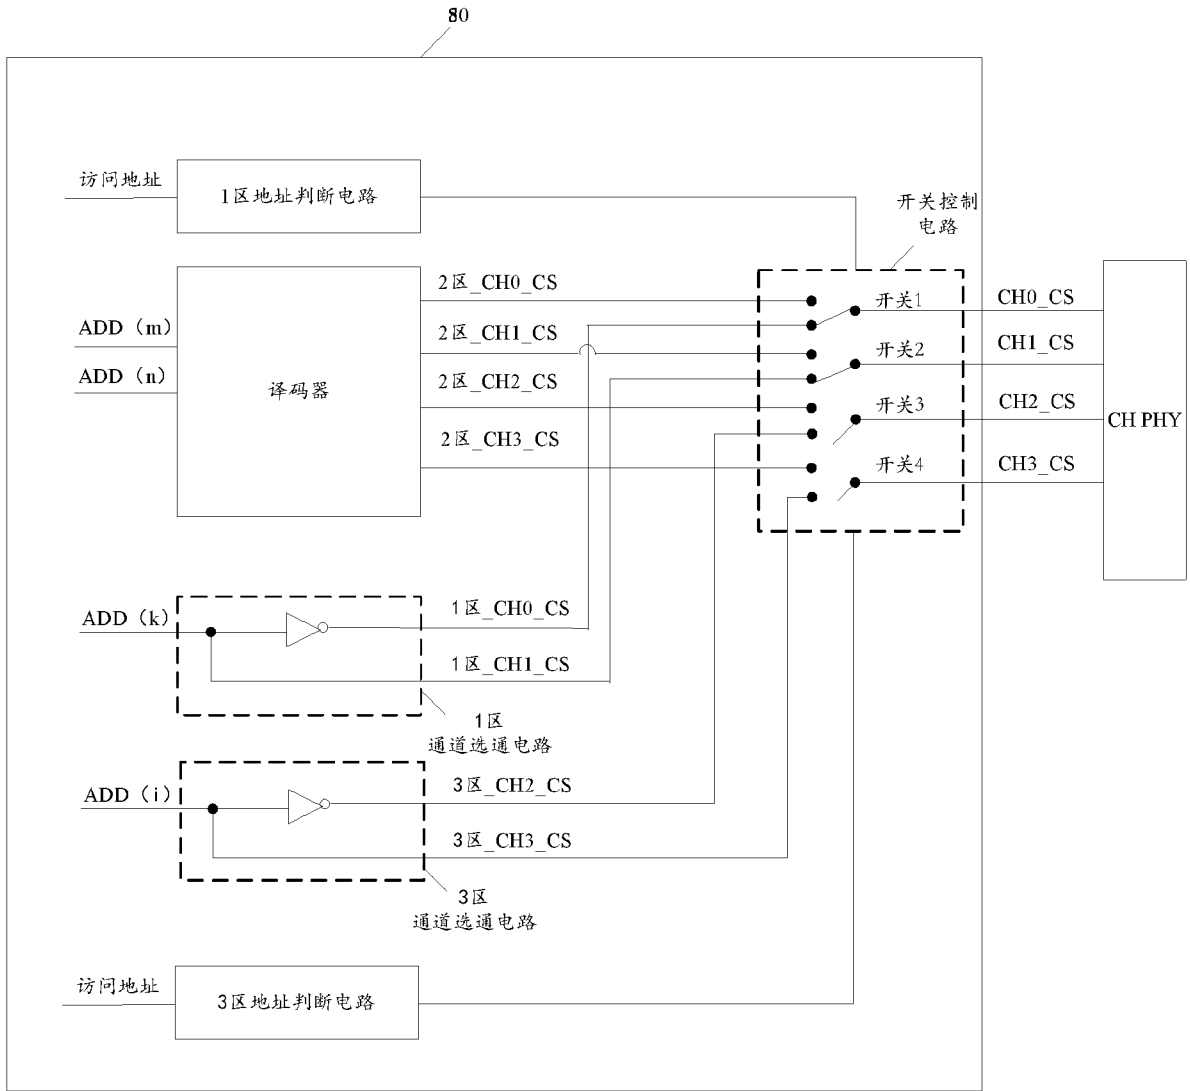 80
访问地址
1区地址判断电路
开关控制
电路
2区_CH0_CS
开关1
CH0_CS
ADD（m）
2区_CH1_CS
开关2
CH1_CS
ADD（n）
译码器
2区_CH2_CS
开关3
CH2_CS
CH PHY
2区_CH3_CS
开关4
CH3_CS
ADD（k）
1区_CH0_CS
1区_CH1_CS
1区
通道选通电路
ADD（i）
3区_CH2_CS
3区_CH3_CS
3区
通道选通电路
访问地址
3区地址判断电路